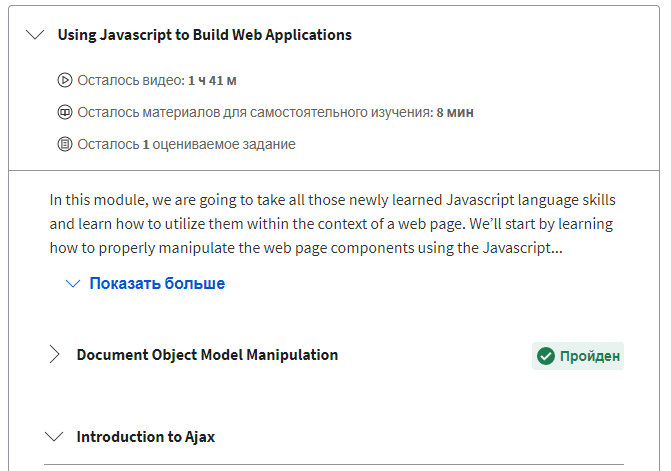 Using Javascript to Build Web Applications
Осталось видео: 1 ч 41 м
Осталось материалов для самостоятельного изучения: 8 мин
Осталось 1 оцениваемое задание
In this module, we are going to take all those newly learned Javascript language skills
and learn how to utilize them within the context of a web page. We’ll start by learning
how to properly manipulate the web page components using the Javascript...
Показать больше
Document Object Model Manipulation
Пройден
Introduction to Ajax